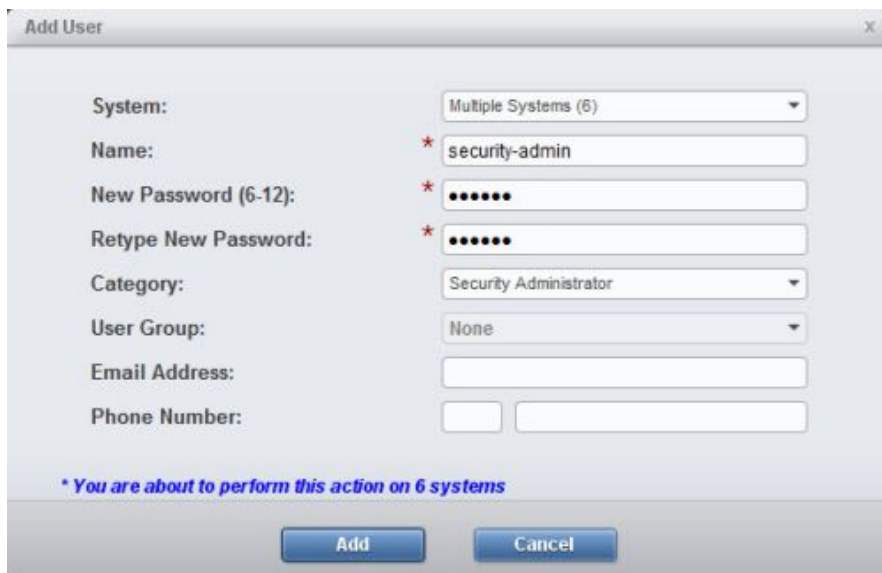 Add User x
System: Multiple Systems (6)
Name: * security-admin
New Password (6-12): * ●●●●●●
Retype New Password: * ●●●●●●
Category: Security Administrator
User Group: None
Email Address:
Phone Number:
* You are about to perform this action on 6 systems
Add Cancel